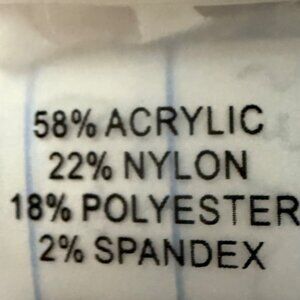 58% ACRYLIC
22% NYLON
18% POLYESTER
2% SPANDEX